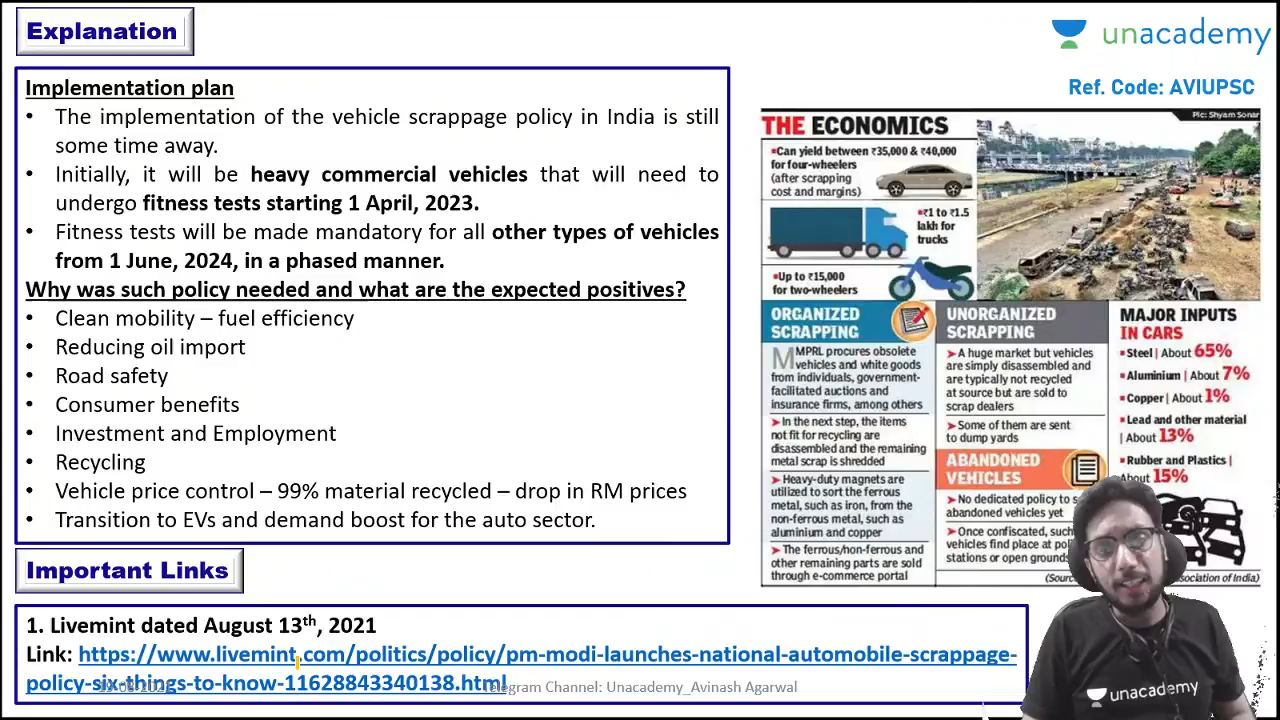 Explanation
unacademy
Ref. Code: AVIUPSC
Implementation plan
• The implementation of the vehicle scrappage policy in India is still
some time away.
• Initially, it will be heavy commercial vehicles that will need to
undergo fitness tests starting 1 April, 2023.
• Fitness tests will be made mandatory for all other types of vehicles
from 1 June, 2024, in a phased manner.
Why was such policy needed and what are the expected positives?
• Clean mobility – fuel efficiency
• Reducing oil import
• Road safety
• Consumer benefits
• Investment and Employment
• Recycling
• Vehicle price control – 99% material recycled – drop in RM prices
• Transition to EVs and demand boost for the auto sector.
Important Links
1. Livemint dated August 13th, 2021
Link: https://www.livemint.com/politics/policy/pm-modi-launches-national-automobile-scrappage-
policy-six-things-to-know-11628843340138.html
Telegram Channel: Unacademy_Avinash Agarwal
Pic: Shyam Sonar
THE ECONOMICS
Can yield between ₹35,000 & ₹40,000
for four-wheelers
(after scrapping
cost and margins)
₹1 to ₹1.5
lakh for
trucks
Up to ₹15,000
for two-wheelers
ORGANIZED
SCRAPPING
MMPRL procures obsolete
vehicles and white goods
from individuals, government-
facilitated auctions and
insurance firms, among others
In the next step, the items
not fit for recycling are
disassembled and the remaining
metal scrap is shredded
Heavy-duty magnets are
utilized to sort the ferrous
metal, such as iron, from the
non-ferrous metal, such as
aluminium and copper
The ferrous/non-ferrous and
other remaining parts are sold
through e-commerce portal
UNORGANIZED
SCRAPPING
A huge market but vehicles
are simply disassembled and
are typically not recycled
at source but are sold to
scrap dealers
Some of them are sent
to dump yards
ABANDONED
VEHICLES
No dedicated policy to
abandoned vehicles yet
Once confiscated, such
vehicles find place at
stations or open
MAJOR INPUTS
IN CARS
Steel | About 65%
Aluminium | About 7%
Copper | About 1%
Lead and other material
| About 13%
Rubber and Plastics |
About 15%
of India)
unacademy